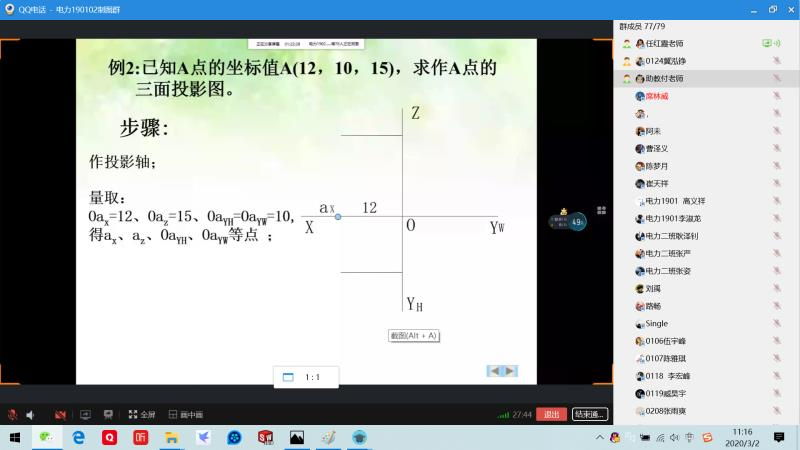 QQ电话 - 电力190102制图群
例2:已知A点的坐标值A(12，10，15)，求作A点的
三面投影图。
步骤:
作投影轴；
量取：
0aX=12、0aZ=15、0aYH=0aYW=10,
得aX、aZ、0aYH、0aYW等点 ；
Z
aX
12
X
O
YW
YH
截图(Alt + A)
1:1
49
全屏
画中画
27:44
退出
结束通...
群成员 77/79
任红霞老师
0124冀泓铮
助教付老师
席林威
,
阿未
曹泽义
陈梦月
崔天祥
电力1901 高义祥
电力1901李淑龙
电力二班耿泽钊
电力二班张严
电力二班张姿
刘禹
路畅
Single
0106伍宇峰
0107陈雅琪
0118 李宏峰
0119臧昊宇
0208张雨爽
中
11:16
2020/3/2